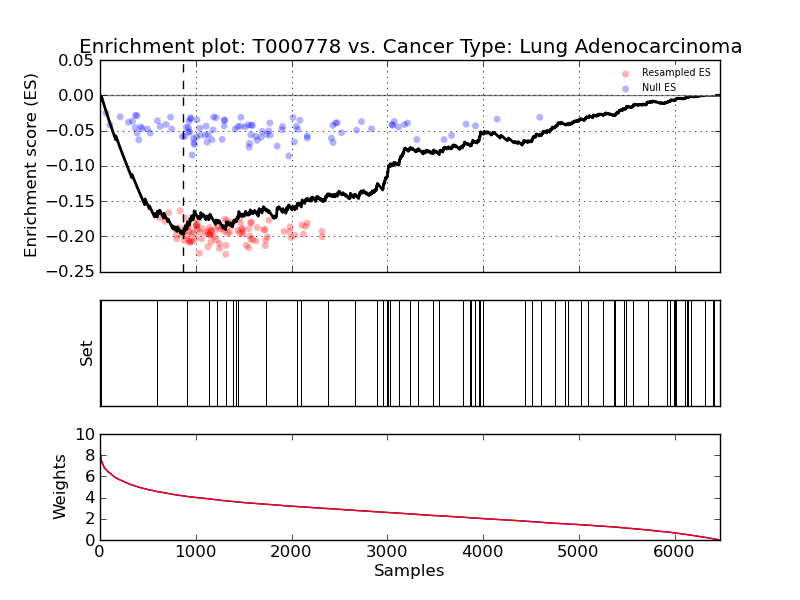 Enrichment plot: T000778 vs. Cancer Type: Lung Adenocarcinoma
Enrichment score (ES)
0.05
0.00
−0.05
−0.10
−0.15
−0.20
−0.25
Resampled ES
Null ES
Set
Weights
10
8
6
4
2
0
0 1000 2000 3000 4000 5000 6000
Samples